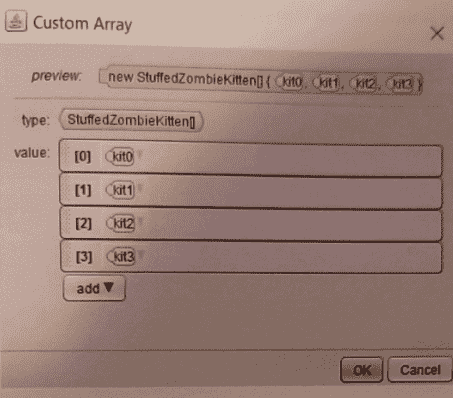 Custom Array
preview: new StuffedZombieKitten[] { kit0, kit1, kit2, kit3 }
type: StuffedZombieKitten[]
value: [0] kit0
[1] kit1
[2] kit2
[3] kit3
add
OK Cancel